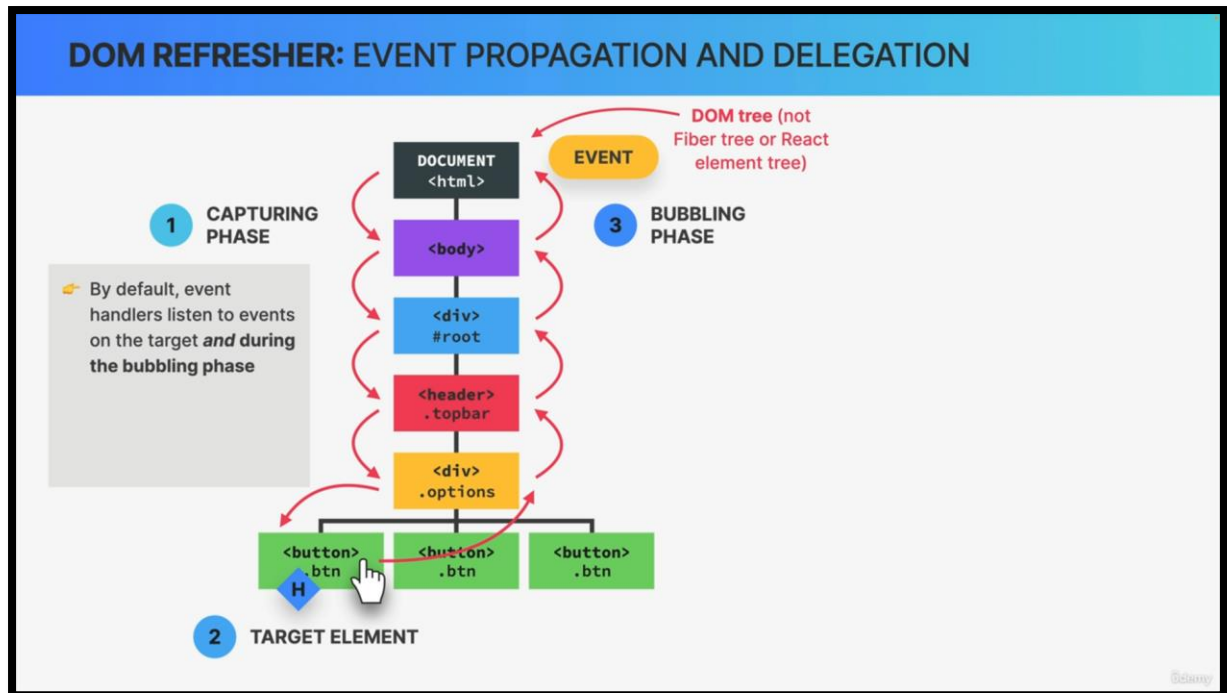 DOM REFRESHER: EVENT PROPAGATION AND DELEGATION
DOM tree (not
Fiber tree or React
element tree)
EVENT
DOCUMENT
<html>
1
CAPTURING
PHASE
3
BUBBLING
PHASE
<body>
👉 By default, event
handlers listen to events
on the target and during
the bubbling phase
<div>
#root
<header>
.topbar
<div>
.options
<button>
.btn
H
<button>
.btn
<button>
.btn
2
TARGET ELEMENT